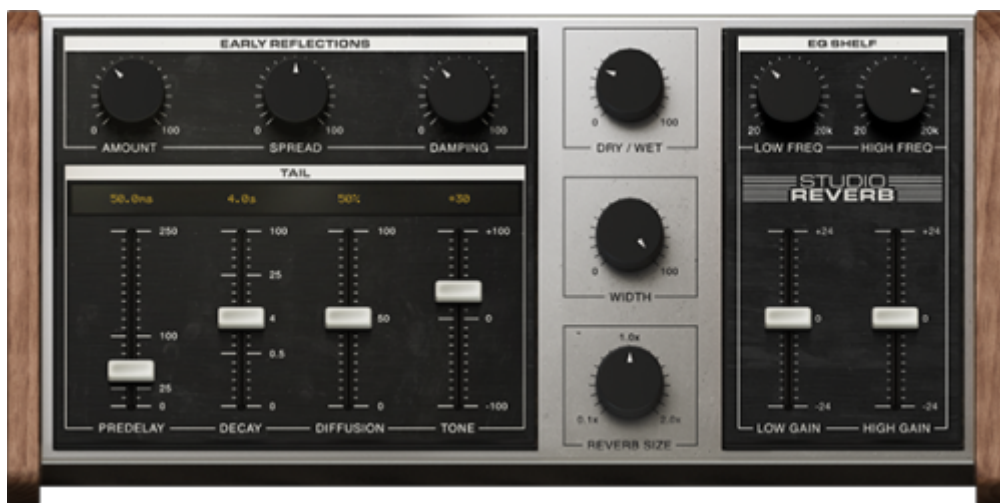 EARLY REFLECTIONS
0 100 0 100 0 100
AMOUNT SPREAD DAMPING
TAIL
50.0ms 4.0s 50% +30
250 100 100 +100
25
4 50 0
100 0.5
25
0 0 0 -100
PREDELAY DECAY DIFFUSION TONE
0 100
DRY / WET
0 100
WIDTH
1.0x
0.1x 2.0x
REVERB SIZE
EQ SHELF
20 20k 20 20k
LOW FREQ HIGH FREQ
STUDIO
REVERB
+24 +24
0 0
-24 -24
LOW GAIN HIGH GAIN